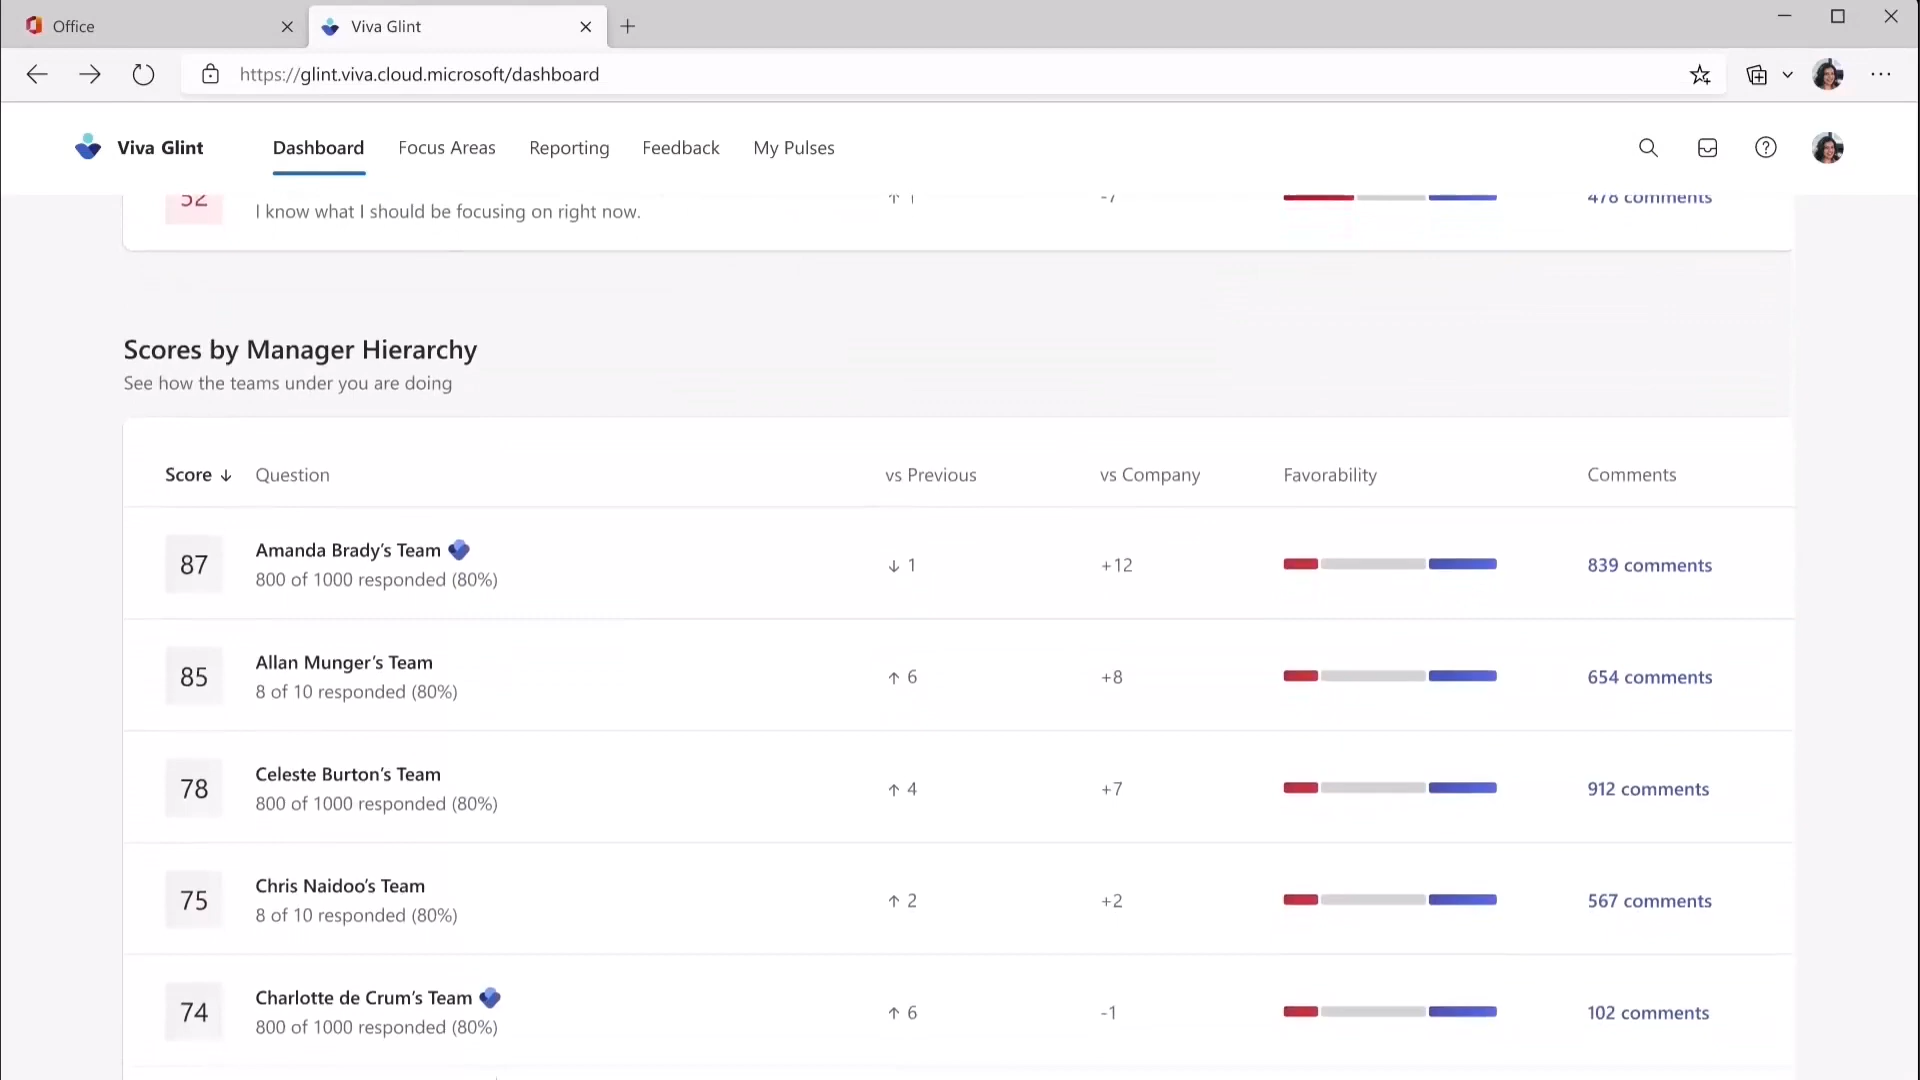 Office
Viva Glint
https://glint.viva.cloud.microsoft/dashboard
Viva Glint Dashboard Focus Areas Reporting Feedback My Pulses
52 I know what I should be focusing on right now. ↑ 1 -7 478 comments
Scores by Manager Hierarchy
See how the teams under you are doing
Score ↓ Question vs Previous vs Company Favorability Comments
87 Amanda Brady’s Team ↓ 1 +12 839 comments
800 of 1000 responded (80%)
85 Allan Munger’s Team ↑ 6 +8 654 comments
8 of 10 responded (80%)
78 Celeste Burton’s Team ↑ 4 +7 912 comments
800 of 1000 responded (80%)
75 Chris Naidoo’s Team ↑ 2 +2 567 comments
8 of 10 responded (80%)
74 Charlotte de Crum’s Team ↑ 6 -1 102 comments
800 of 1000 responded (80%)